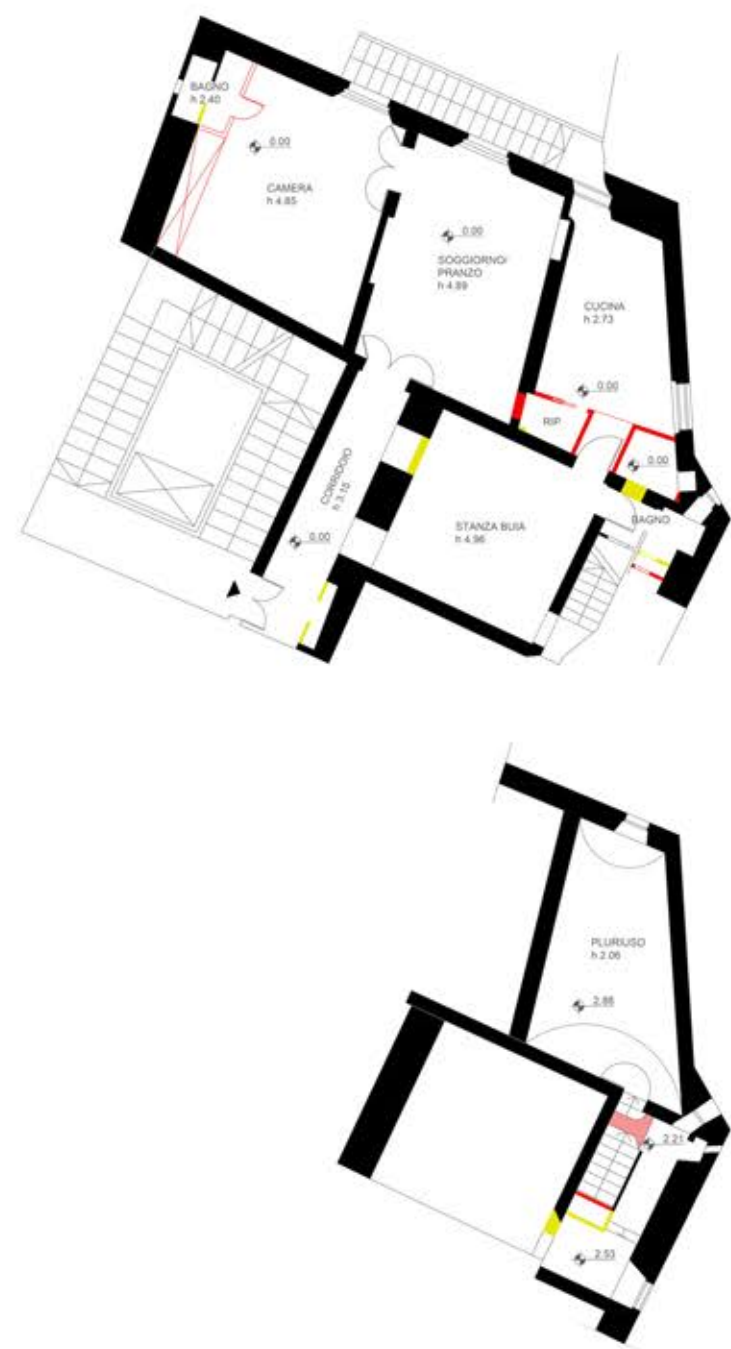 BAGNO
h 2.40
0.00
CAMERA
h 4.85
0.00
SOGGIORNO/
PRANZO
h 4.89
CUCINA
h 2.73
0.00
RIP
0.00
CORRIDOIO
h 3.15
0.00
STANZA BUIA
h 4.96
BAGNO
PLURIUSO
h 2.06
2.86
2.21
2.53